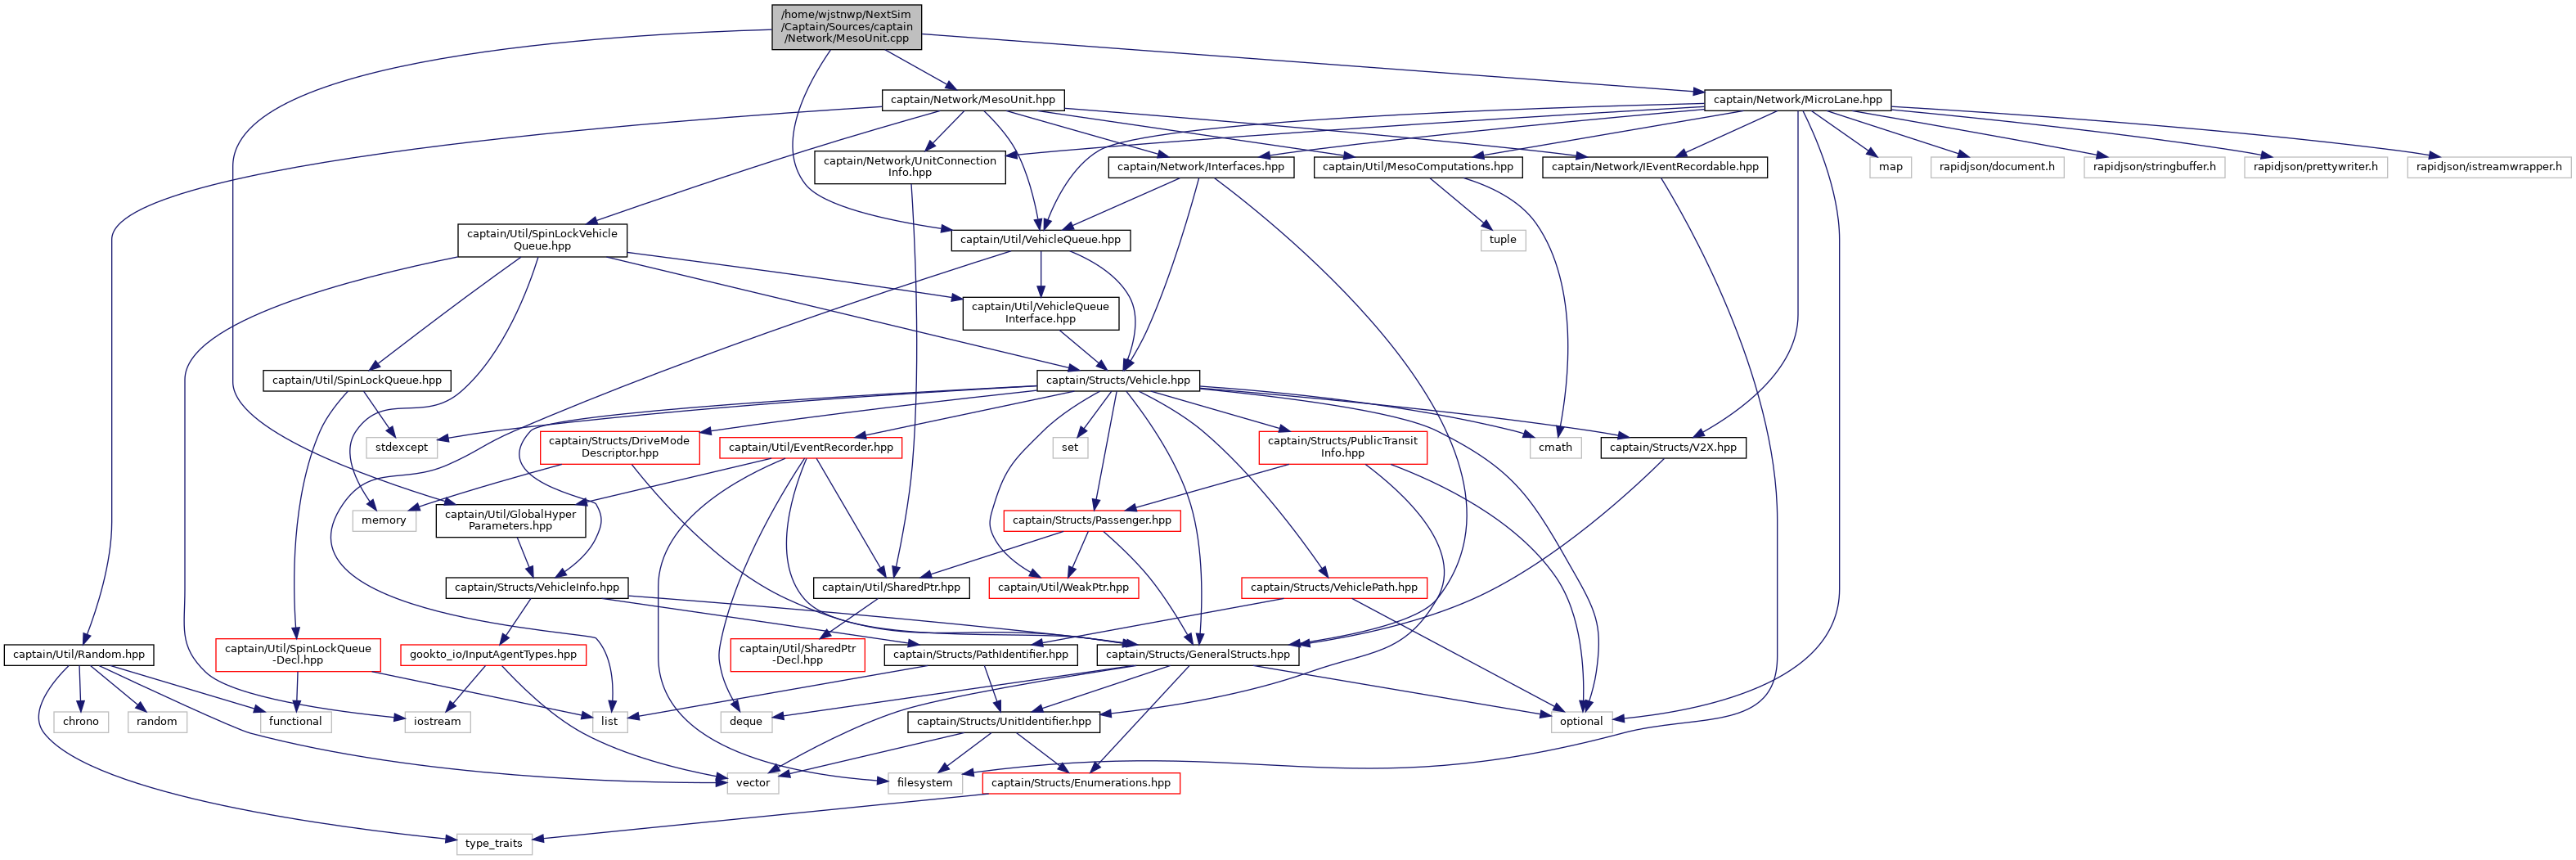 /home/wjstnwp/NextSim
/Captain/Sources/captain
/Network/MesoUnit.cpp
captain/Network/MesoUnit.hpp
captain/Network/MicroLane.hpp
captain/Network/UnitConnection
Info.hpp
captain/Network/Interfaces.hpp
captain/Util/MesoComputations.hpp
captain/Network/IEventRecordable.hpp
map
rapidjson/document.h
rapidjson/stringbuffer.h
rapidjson/prettywriter.h
rapidjson/istreamwrapper.h
captain/Util/SpinLockVehicle
Queue.hpp
captain/Util/VehicleQueue.hpp
tuple
captain/Util/VehicleQueue
Interface.hpp
captain/Util/SpinLockQueue.hpp
captain/Structs/Vehicle.hpp
stdexcept
captain/Structs/DriveMode
Descriptor.hpp
captain/Util/EventRecorder.hpp
set
captain/Structs/PublicTransit
Info.hpp
cmath
captain/Structs/V2X.hpp
memory
captain/Util/GlobalHyper
Parameters.hpp
captain/Structs/Passenger.hpp
captain/Structs/VehicleInfo.hpp
captain/Util/SharedPtr.hpp
captain/Util/WeakPtr.hpp
captain/Structs/VehiclePath.hpp
captain/Util/Random.hpp
captain/Util/SpinLockQueue
-Decl.hpp
gookto_io/InputAgentTypes.hpp
captain/Util/SharedPtr
-Decl.hpp
captain/Structs/PathIdentifier.hpp
captain/Structs/GeneralStructs.hpp
chrono
random
functional
iostream
list
deque
captain/Structs/UnitIdentifier.hpp
optional
vector
filesystem
captain/Structs/Enumerations.hpp
type_traits